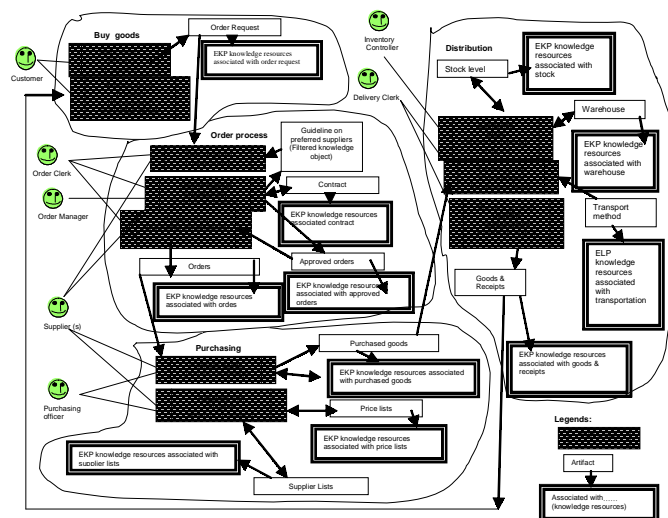 Buy goods
Order Request
EKP knowledge resources
associated with order request
Customer
Inventory
Controller
Distribution
Stock level
EKP knowledge
resources
associated with
stock
Delivery Clerk
Warehouse
EKP knowledge
resources
associated with
warehouse
Transport
method
ELP
knowledge
resources
associated
with
transportation
Goods &
Receipts
EKP knowledge resources
associated with goods &
receipts
Order process
Guideline on
preferred suppliers
(Filtered knowledge
object)
Order Clerk
Order Manager
Contract
EKP knowledge resources
associated contract
Approved orders
EKP knowledge resources
associated with approved
orders
Orders
EKP knowledge resources
associated with ordes
Supplier (s)
Purchasing
Purchased goods
EKP knowledge resources associated
with purchased goods
Purchasing
officer
Price lists
EKP knowledge resources
associated with price lists
EKP knowledge resources associated with
supplier lists
Supplier Lists
Legends:
Artifact
Associated with……
(knowledge resources)